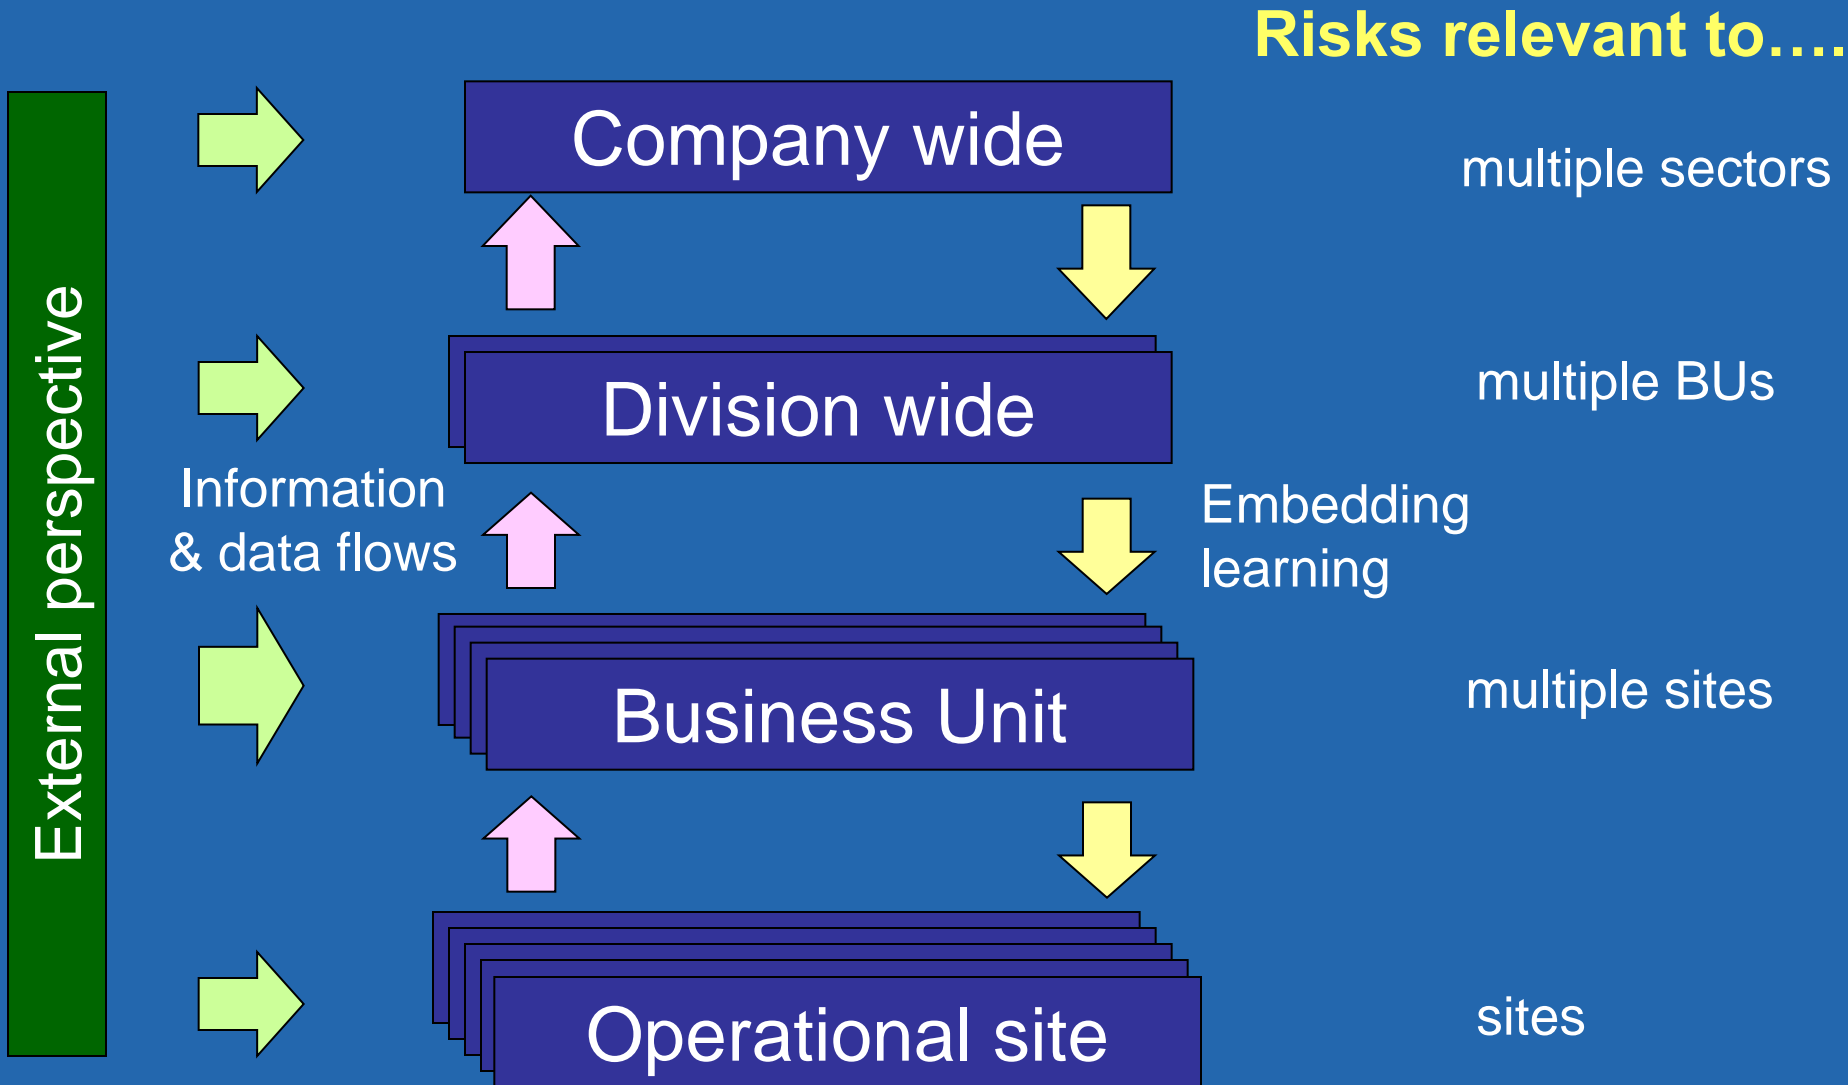 Risks relevant to….
External perspective
Company wide
multiple sectors
Division wide
multiple BUs
Information
& data flows
Embedding
learning
Business Unit
multiple sites
Operational site
sites